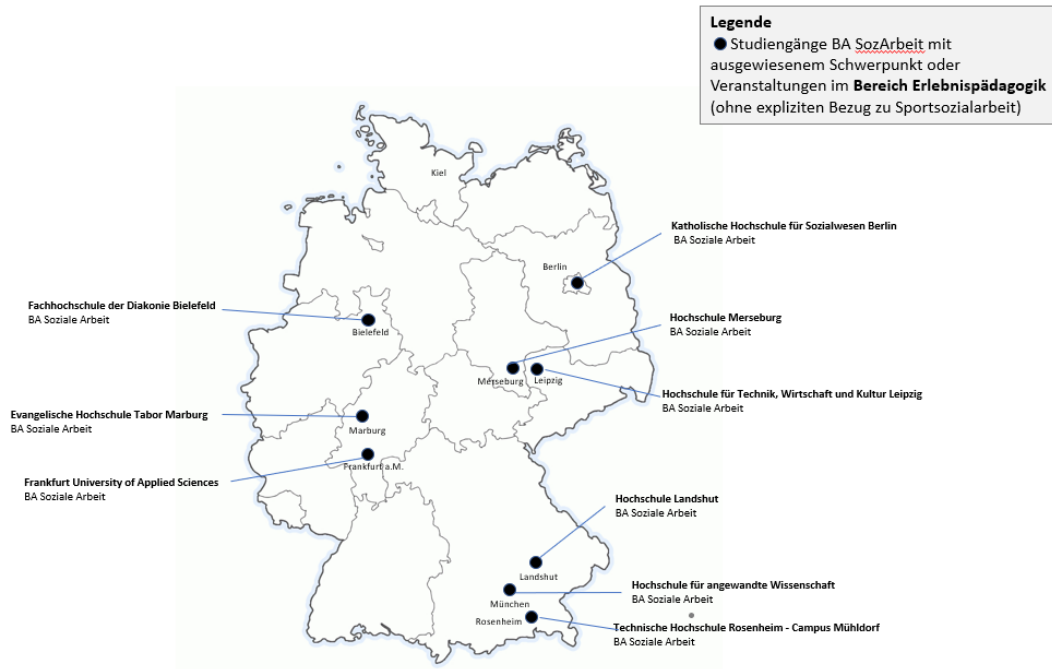 Legende
Studiengänge BA SozArbeit mit
ausgewiesenem Schwerpunkt oder
Veranstaltungen im Bereich Erlebnispädagogik
(ohne expliziten Bezug zu Sportsozialarbeit)
Kiel
Katholische Hochschule für Sozialwesen Berlin
BA Soziale Arbeit
Berlin
Fachhochschule der Diakonie Bielefeld
BA Soziale Arbeit
Bielefeld
Hochschule Merseburg
BA Soziale Arbeit
Merseburg
Leipzig
Hochschule für Technik, Wirtschaft und Kultur Leipzig
BA Soziale Arbeit
Evangelische Hochschule Tabor Marburg
BA Soziale Arbeit
Marburg
Frankfurt a.M.
Frankfurt University of Applied Sciences
BA Soziale Arbeit
Hochschule Landshut
BA Soziale Arbeit
Landshut
Hochschule für angewandte Wissenschaft
BA Soziale Arbeit
München
Rosenheim
Technische Hochschule Rosenheim - Campus Mühldorf
BA Soziale Arbeit